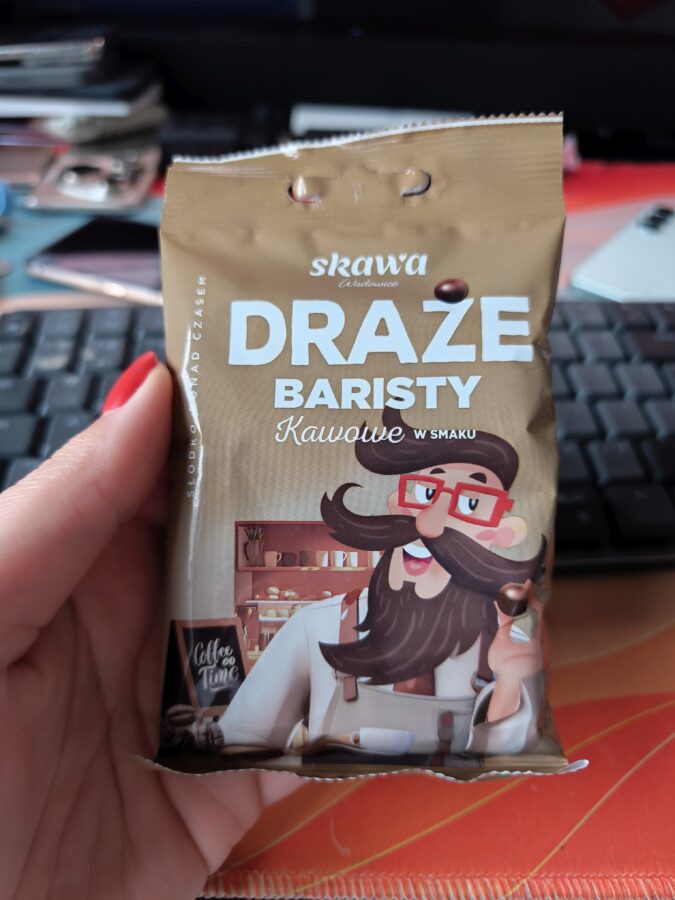 skawa
Wadowice
DRAŻE
BARISTY
Kawowe W SMAKU
SŁODKO PONAD CZASEM
Coffee
Time